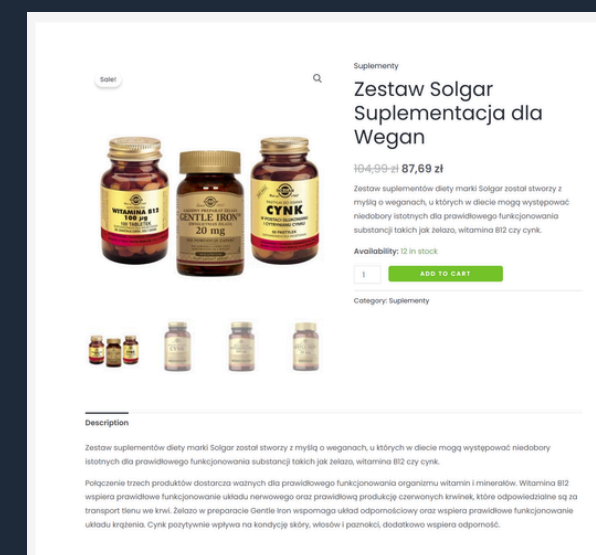 Suplementy
Sale!
Zestaw Solgar
Suplementacja dla
Wegan
104,99 zł 87,69 zł
Zestaw suplementów diety marki Solgar został stworzy z
myślą o weganach, u których w diecie mogą występować
niedobory istotnych dla prawidłowego funkcjonowania
substancji takich jak żelazo, witamina B12 czy cynk.
Availability: 12 in stock
1
ADD TO CART
Category: Suplementy
SOLGAR
WITAMINA B12
100 µg
100 TABLETEK
GENTLE IRON
20 mg
CYNK
Description
Zestaw suplementów diety marki Solgar został stworzy z myślą o weganach, u których w diecie mogą występować niedobory
istotnych dla prawidłowego funkcjonowania substancji takich jak żelazo, witamina B12 czy cynk.
Połączenie trzech produktów dostarcza ważnych dla prawidłowego funkcjonowania organizmu witamin i minerałów. Witamina B12
wspiera prawidłowe funkcjonowanie układu nerwowego oraz prawidłową produkcję czerwonych krwinek, które odpowiedzialne są za
transport tlenu we krwi. Żelazo w preparacie Gentle Iron wspomaga układ odpornościowy oraz wspiera prawidłowe funkcjonowanie
układu krążenia. Cynk pozytywnie wpływa na kondycję skóry, włosów i paznokci, dodatkowo wspiera odporność.